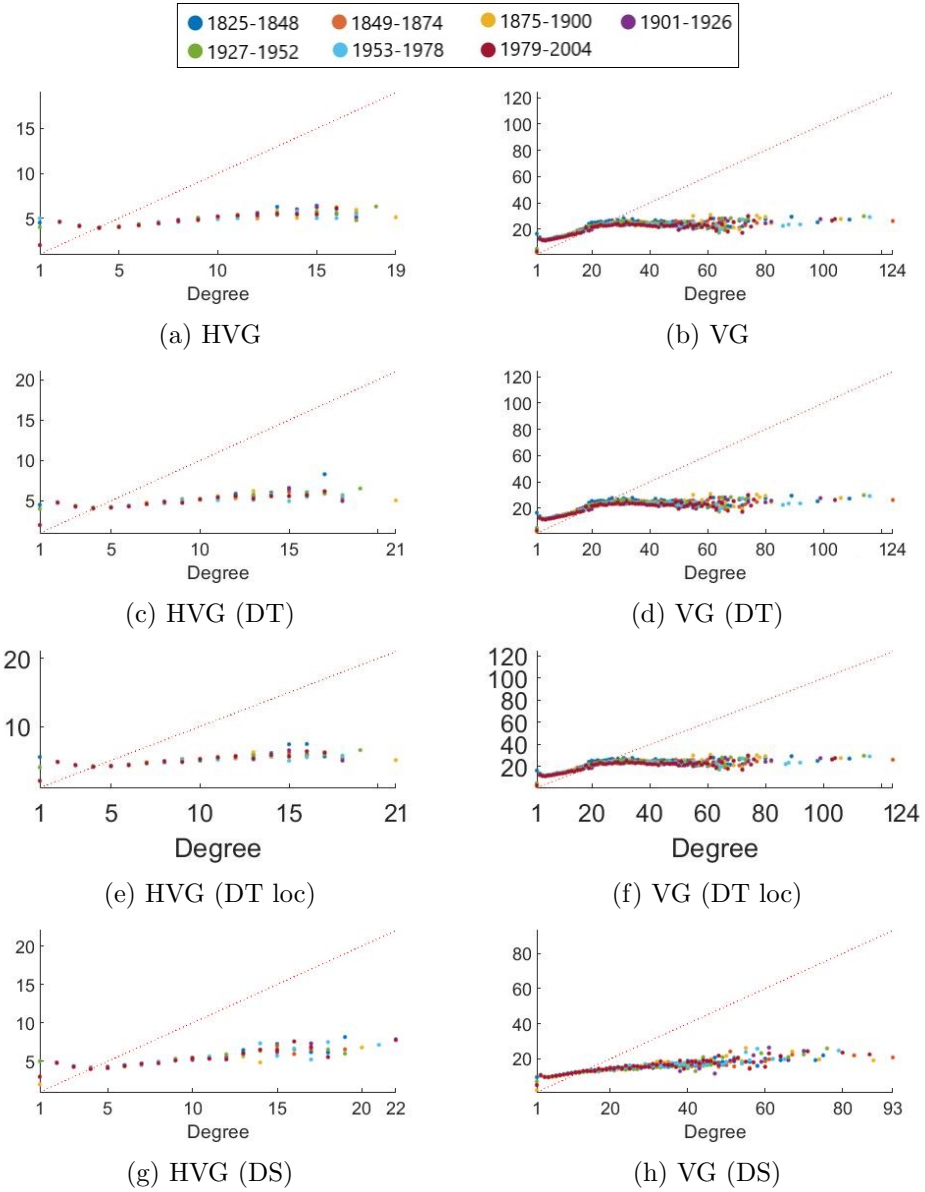 1825-1848 1849-1874 1875-1900 1901-1926
1927-1952 1953-1978 1979-2004
15
10
5
1 5 10 15 19
Degree
(a) HVG
120
100
80
60
40
20
1 20 40 60 80 100 124
Degree
(b) VG
20
15
10
5
1 5 10 15 21
Degree
(c) HVG (DT)
120
100
80
60
40
20
1 20 40 60 80 100 124
Degree
(d) VG (DT)
20
10
1 5 10 15 21
Degree
(e) HVG (DT loc)
120
100
80
60
40
20
1 20 40 60 80 100 124
Degree
(f) VG (DT loc)
20
15
10
5
1 5 10 15 20 22
Degree
(g) HVG (DS)
80
60
40
20
1 20 40 60 80 93
Degree
(h) VG (DS)